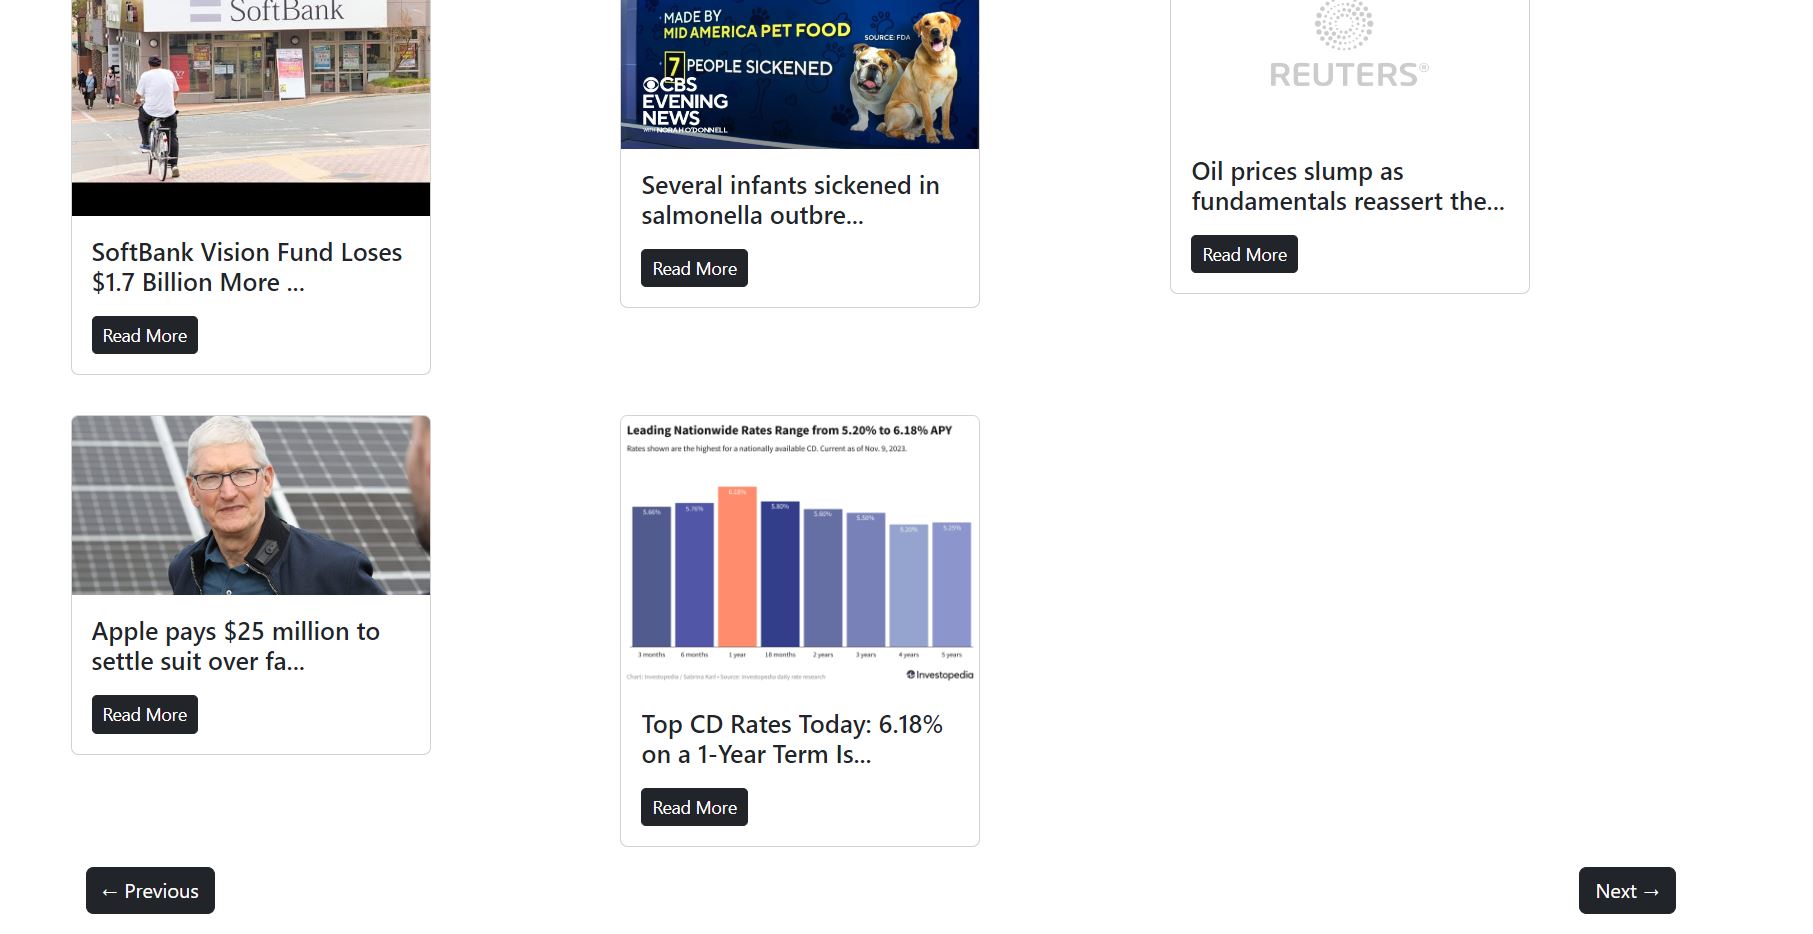 SoftBank
MADE BY
MID AMERICA PET FOOD
SOURCE: FDA
7 PEOPLE SICKENED
CBS
EVENING
NEWS
WITH NORAH O'DONNELL
REUTERS®
SoftBank Vision Fund Loses
$1.7 Billion More ...
Read More
Several infants sickened in
salmonella outbre...
Read More
Oil prices slump as
fundamentals reassert the...
Read More
Apple pays $25 million to
settle suit over fa...
Read More
Leading Nationwide Rates Range from 5.20% to 6.18% APY
Rates shown are the highest for a nationally available CD. Current as of Nov. 9, 2023.
5.66% 5.76% 6.18% 5.80% 5.60% 5.50% 5.20% 5.25%
3 months 6 months 1 year 18 months 2 years 3 years 4 years 5 years
Chart: Investopedia / Sabrina Karl • Source: Investopedia daily rate research
Investopedia
Top CD Rates Today: 6.18%
on a 1-Year Term Is...
Read More
← Previous
Next →